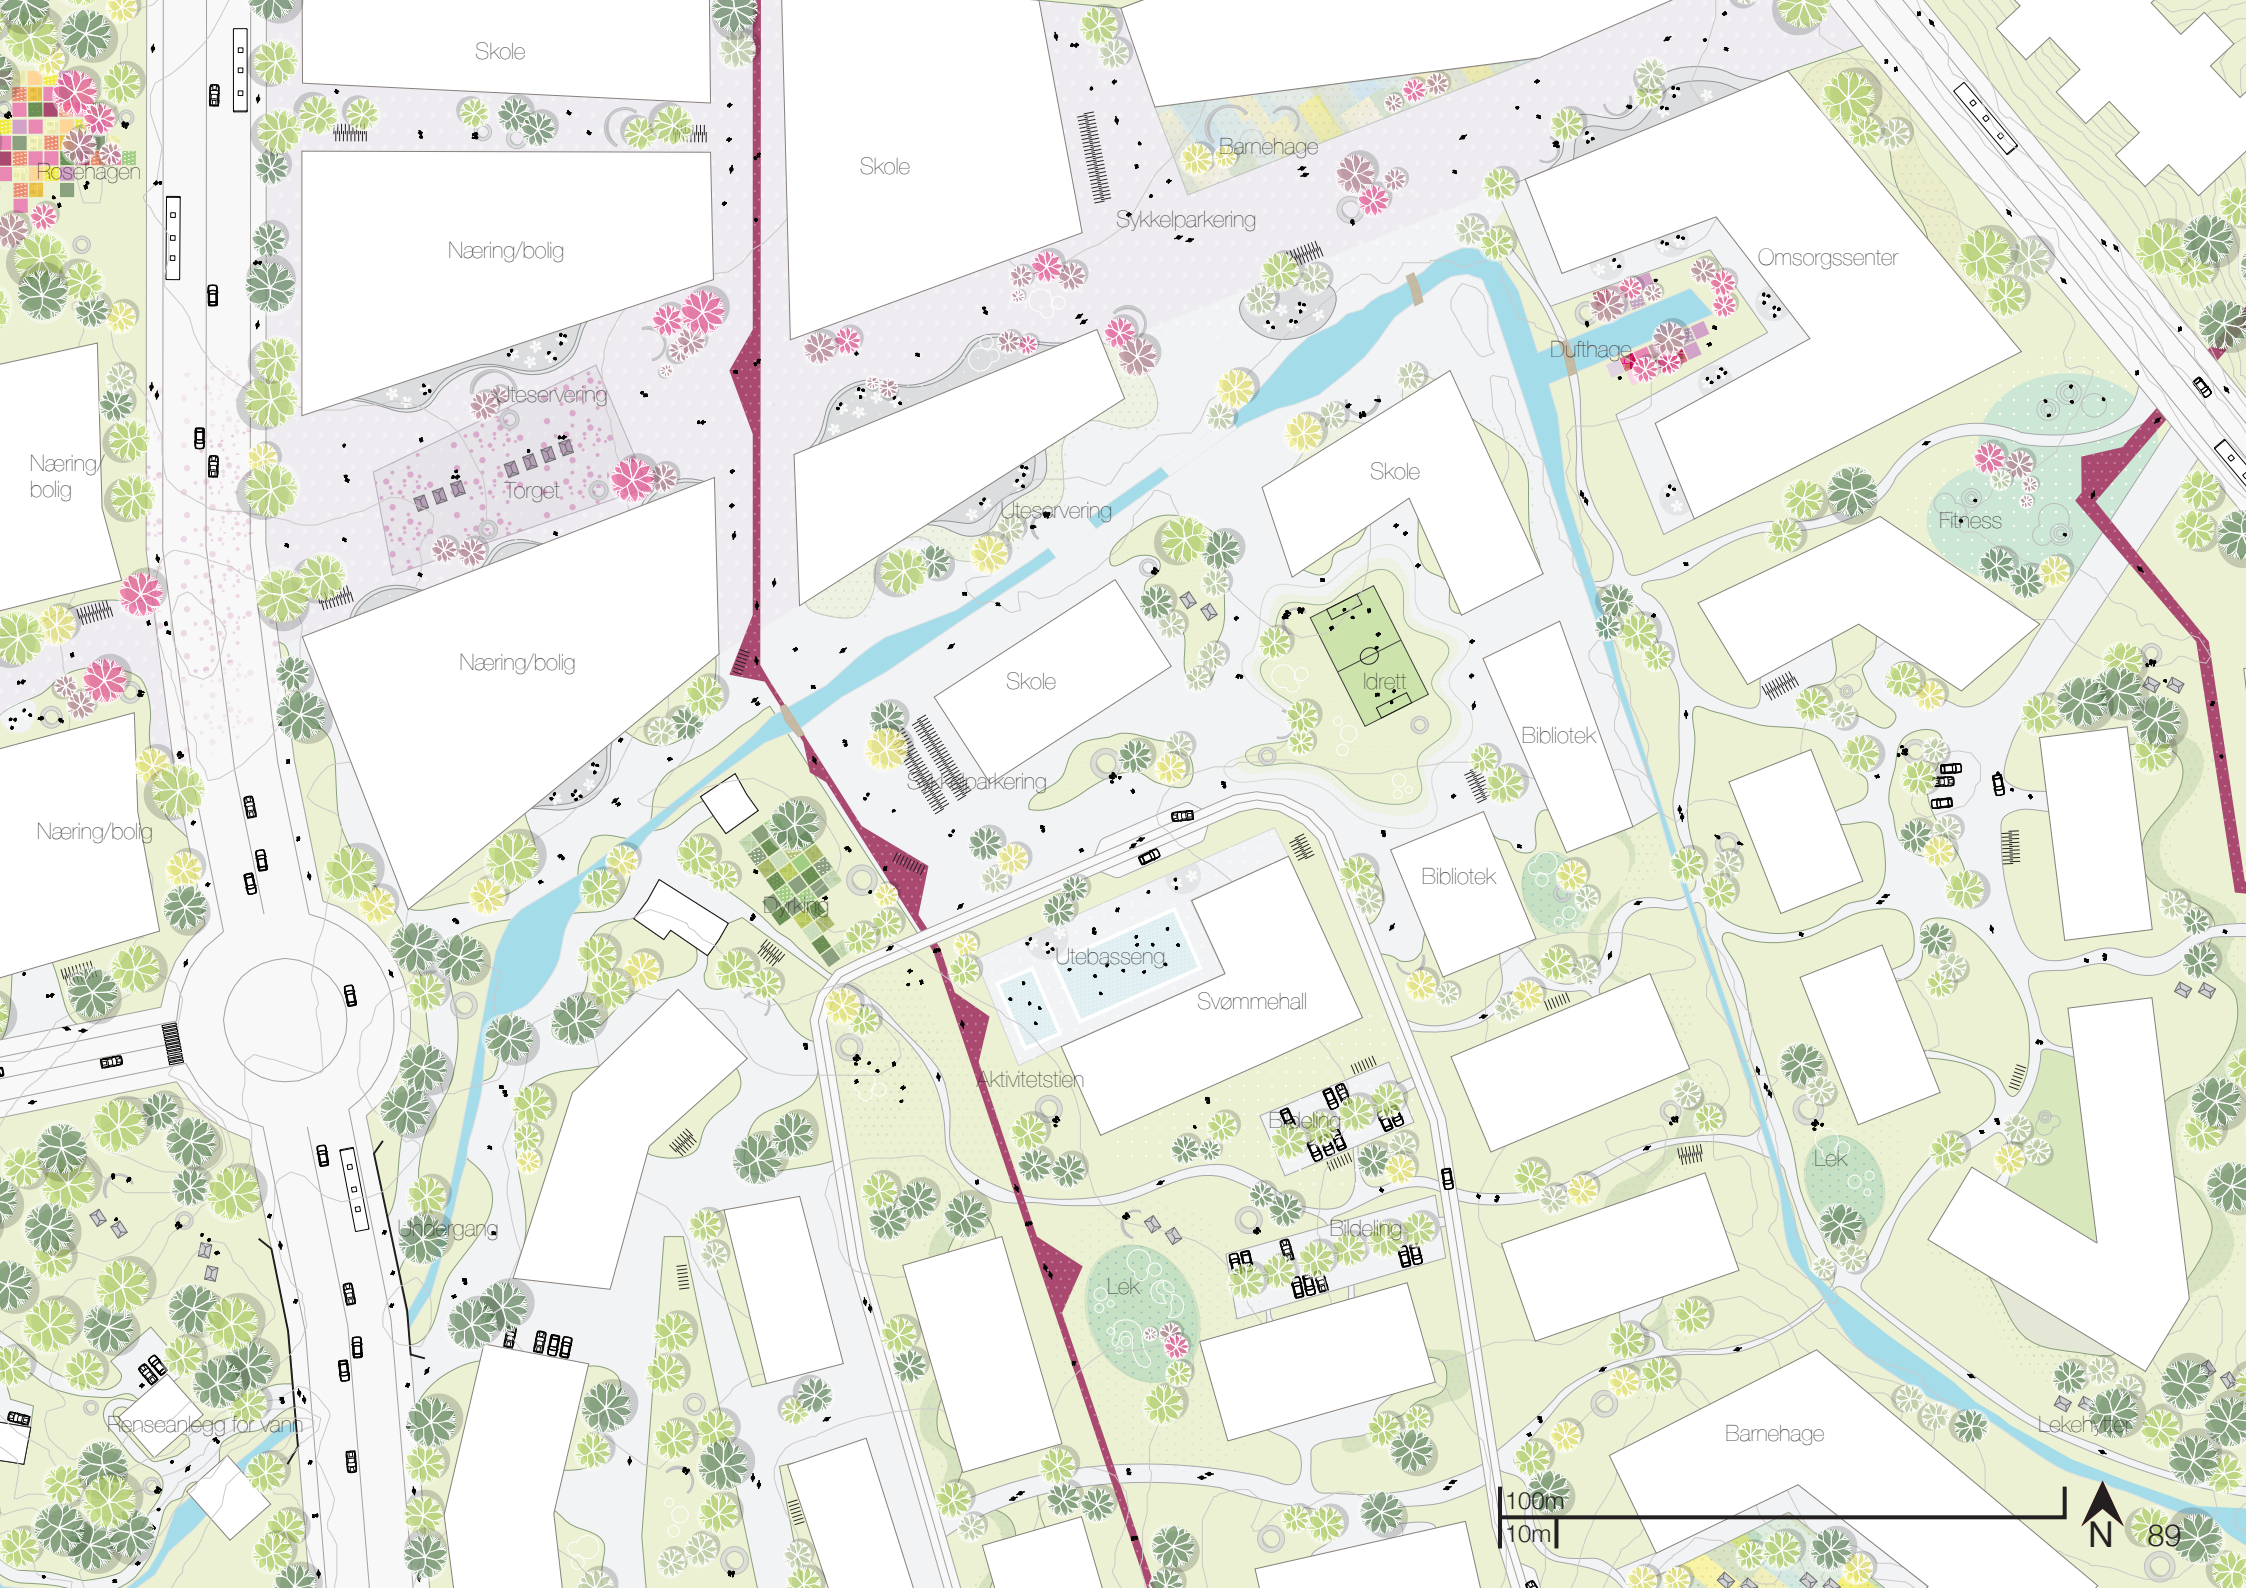 Skole
Skole
Barnehage
Rosehagen
Sykkelparkering
Næring/bolig
Omsorgssenter
Dufthage
Uteservering
Næring/
bolig
Torget
Skole
Uteservering
Fitness
Næring/bolig
Skole
Idrett
Bibliotek
Sykkelparkering
Næring/bolig
Bibliotek
Dyrking
Utebasseng
Svømmehall
Aktivitetstien
Bildeling
Lek
Undergang
Bildeling
Lek
Renseanlegg for vann
Barnehage
Lekehytter
100m
10m
N
89